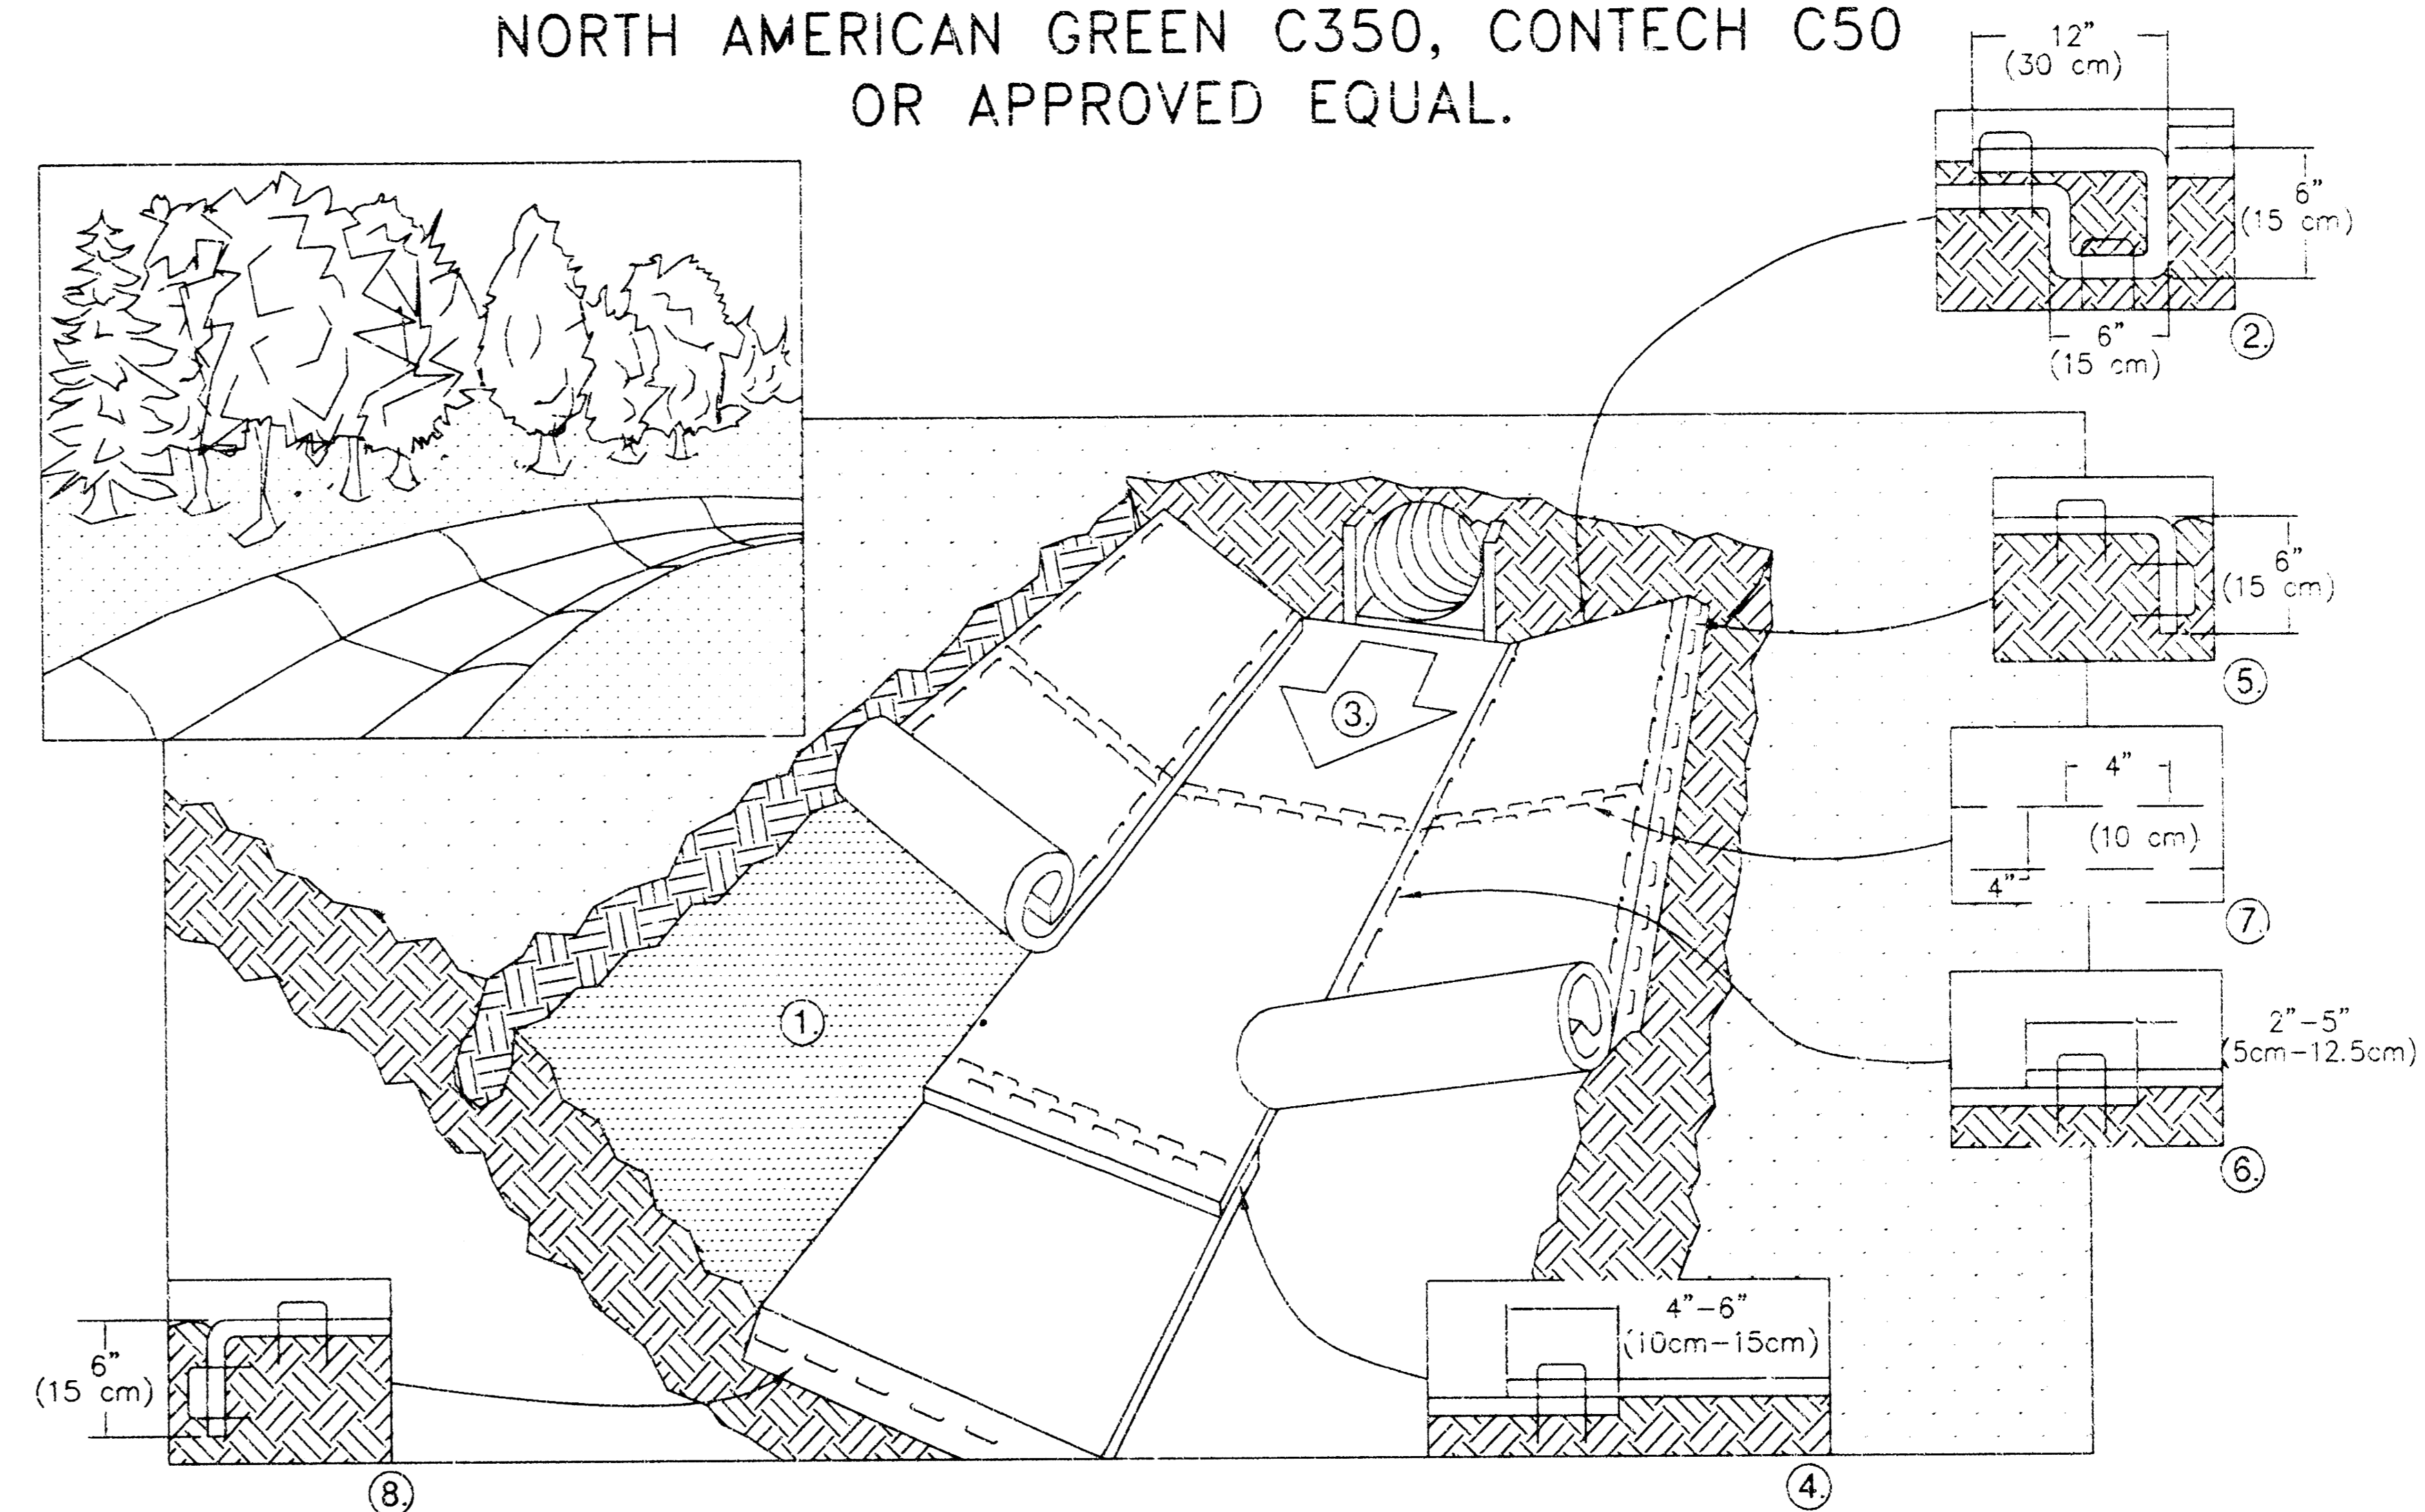 NORTH AMERICAN GREEN C350, CONTECH C50
OR APPROVED EQUAL.
12"
(30 cm)
6"
(15 cm)
6"
(15 cm)
2.
6"
(15 cm)
5.
3.
4"
(10 cm)
4"
7.
1.
2"-5"
(5cm-12.5cm)
6.
4"-6"
(10cm-15cm)
4.
6"
(15 cm)
8.